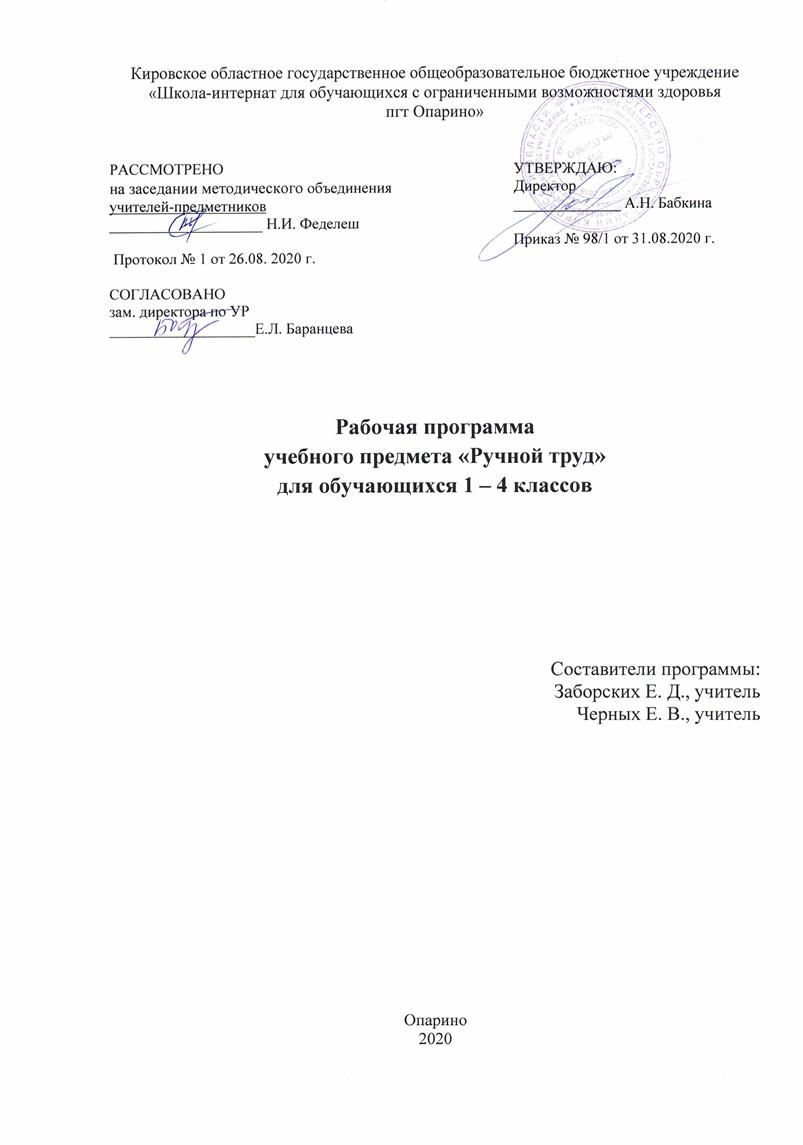 Кировское областное государственное общеобразовательное бюджетное учреждение
«Школа-интернат для обучающихся с ограниченными возможностями здоровья
пгт Опарино»
РАССМОТРЕНО
на заседании методического объединения
учителей-предметников
Н.И. Феделеш
Протокол № 1 от 26.08. 2020 г.
УТВЕРЖДАЮ:
Директор
А.Н. Бабкина
Приказ № 98/1 от 31.08.2020 г.
СОГЛАСОВАНО
зам. директора по УР
Е.Л. Баранцева
Рабочая программа
учебного предмета «Ручной труд»
для обучающихся 1 – 4 классов
Составители программы:
Заборских Е. Д., учитель
Черных Е. В., учитель
Опарино
2020